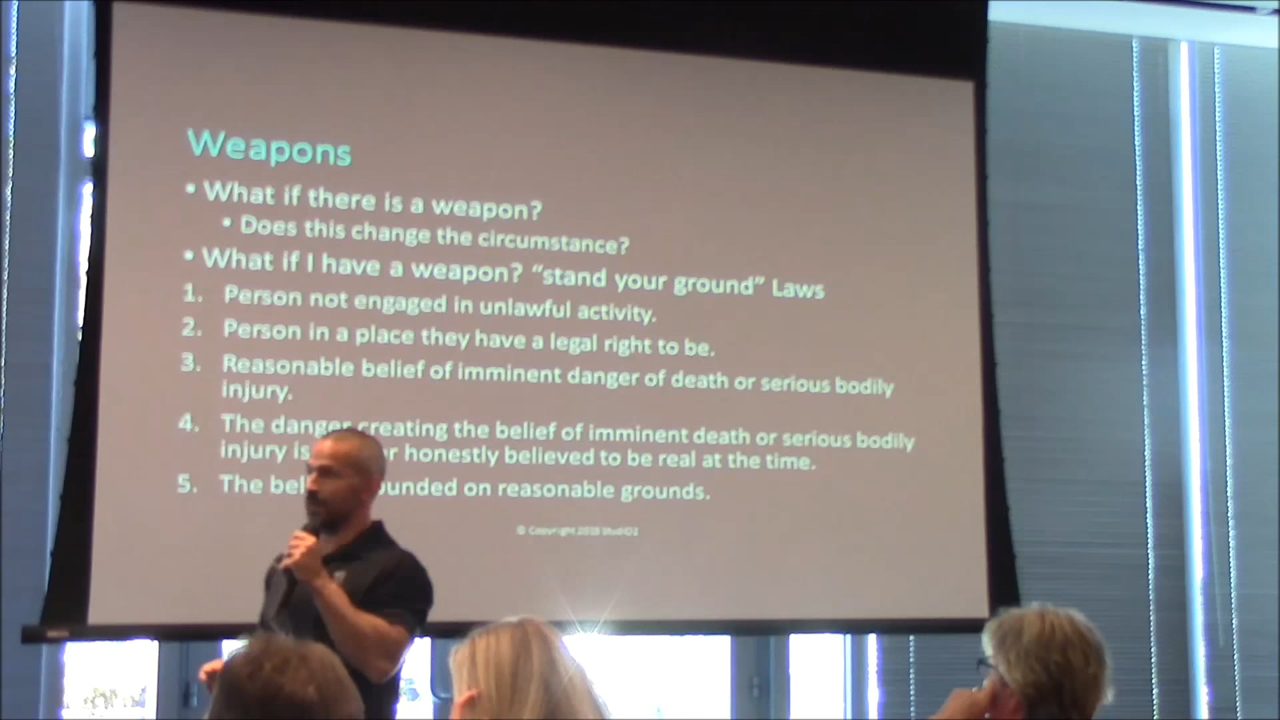 Weapons
• What if there is a weapon?
• Does this change the circumstance?
• What if I have a weapon? “stand your ground” Laws
1. Person not engaged in unlawful activity.
2. Person in a place they have a legal right to be.
3. Reasonable belief of imminent danger of death or serious bodily
injury.
4. The danger creating the belief of imminent death or serious bodily
injury is honestly believed to be real at the time.
5. The on reasonable grounds.
© Copyright